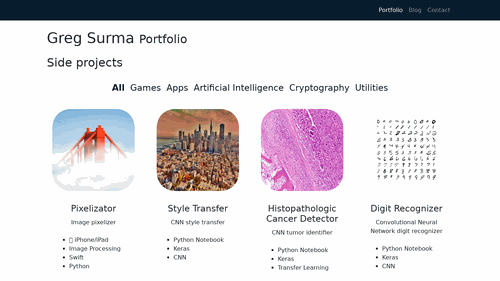 Portfolio Blog Contact
Greg Surma Portfolio
Side projects
All Games Apps Artificial Intelligence Cryptography Utilities
Pixelizator
Image pixelizer
iPhone/iPad
Image Processing
Swift
Python
Style Transfer
CNN style transfer
Python Notebook
Keras
CNN
Histopathologic
Cancer Detector
CNN tumor identifier
Python Notebook
Keras
Transfer Learning
Digit Recognizer
Convolutional Neural
Network digit recognizer
Python Notebook
Keras
CNN